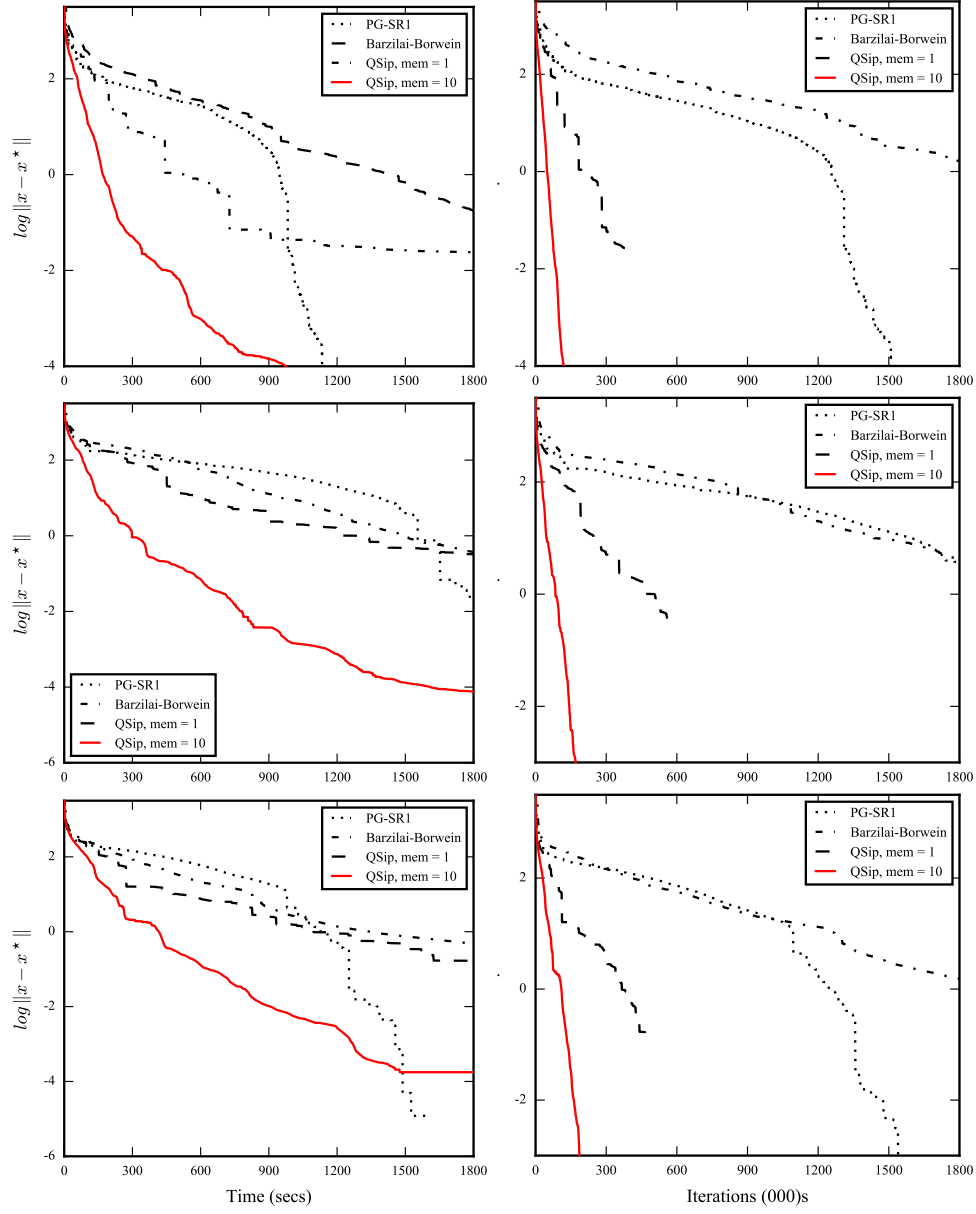 PG-SR1
Barzilai-Borwein
QSip, mem = 1
QSip, mem = 10
2
0
-2
-4
0 300 600 900 1200 1500 1800
log ||x − x★||
PG-SR1
Barzilai-Borwein
QSip, mem = 1
QSip, mem = 10
2
0
-2
-4
0 300 600 900 1200 1500 1800
PG-SR1
Barzilai-Borwein
QSip, mem = 1
QSip, mem = 10
2
0
-2
-4
-6
0 300 600 900 1200 1500 1800
log ||x − x★||
PG-SR1
Barzilai-Borwein
QSip, mem = 1
QSip, mem = 10
2
0
-2
0 300 600 900 1200 1500 1800
PG-SR1
Barzilai-Borwein
QSip, mem = 1
QSip, mem = 10
2
0
-2
-4
-6
0 300 600 900 1200 1500 1800
log ||x − x★||
Time (secs)
PG-SR1
Barzilai-Borwein
QSip, mem = 1
QSip, mem = 10
2
0
-2
0 300 600 900 1200 1500 1800
Iterations (000)s